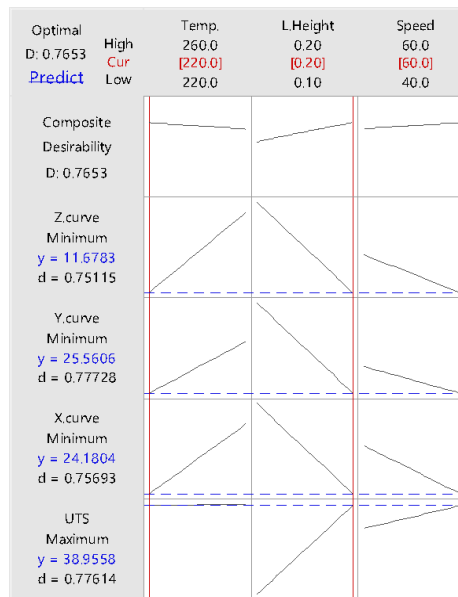 Optimal
D: 0.7653
Predict
High
Cur
Low
Temp.
260.0
[220.0]
220.0
L.Height
0.20
[0.20]
0.10
Speed
60.0
[60.0]
40.0
Composite
Desirability
D: 0.7653
Z.curve
Minimum
y = 11.6783
d = 0.75115
Y.curve
Minimum
y = 25.5606
d = 0.77728
X.curve
Minimum
y = 24.1804
d = 0.75693
UTS
Maximum
y = 38.9558
d = 0.77614